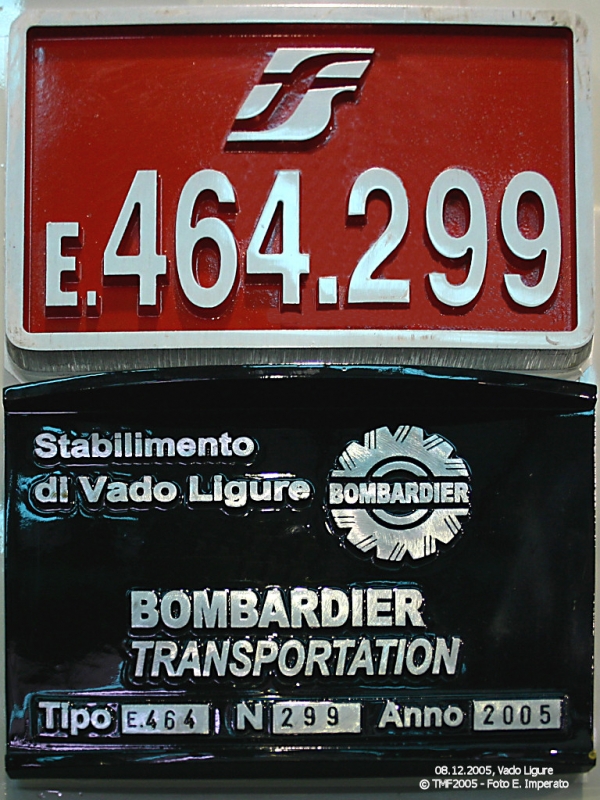 E.464.299
Stabilimento
di Vado Ligure
BOMBARDIER
BOMBARDIER
TRANSPORTATION
Tipo E.464 N 299 Anno 2005
08.12.2005, Vado Ligure
© TMF2005 - Foto E. Imperato